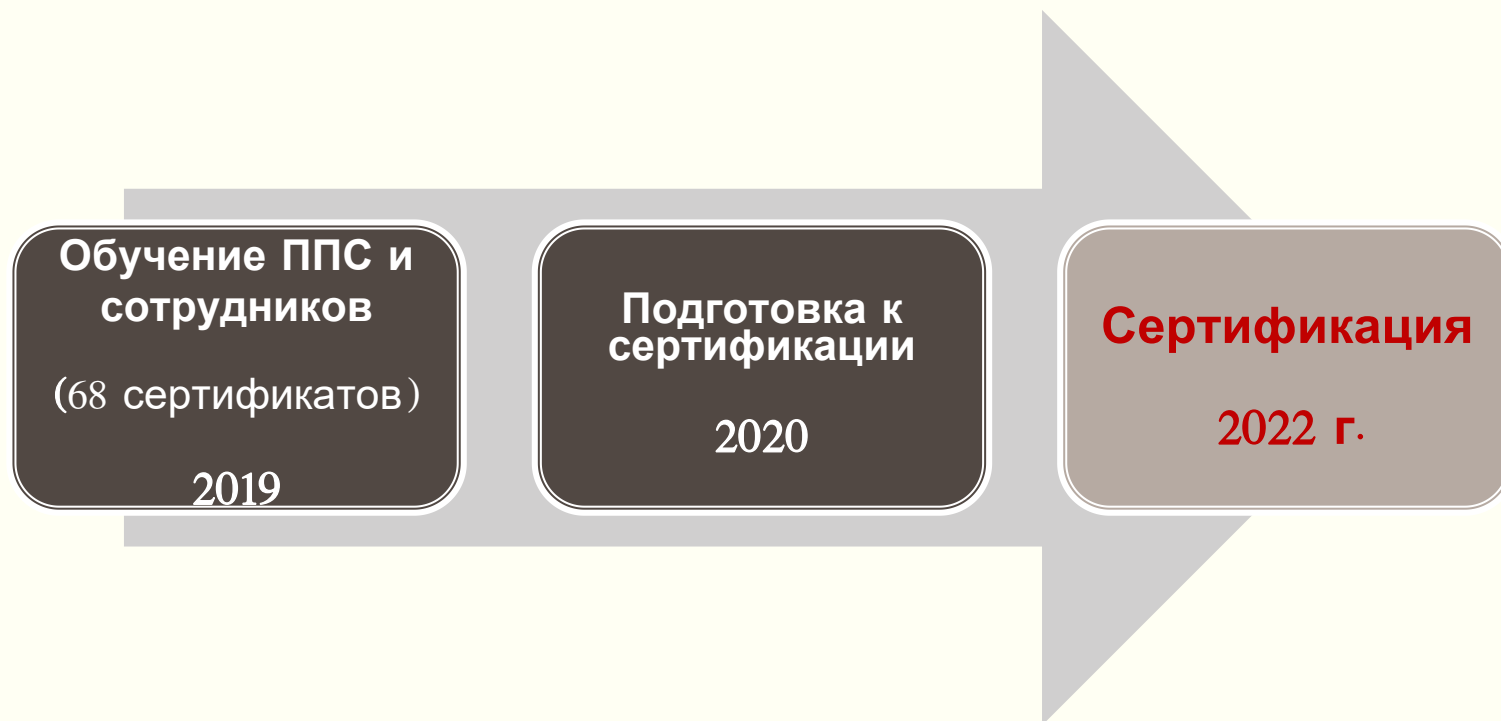 Обучение ППС и
сотрудников
(68 сертификатов)
2019
Подготовка к
сертификации
2020
Сертификация
2022 г.